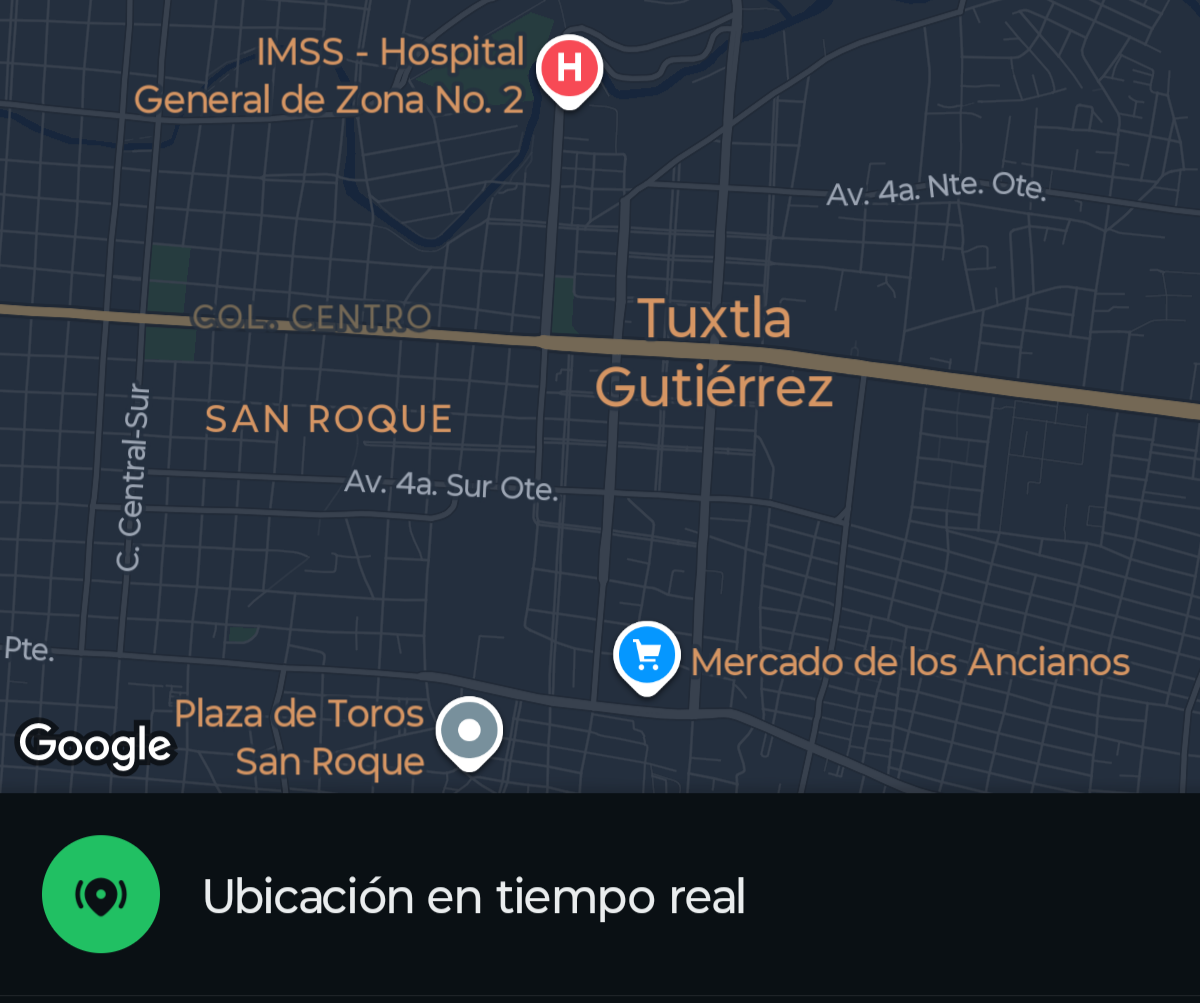 IMSS - Hospital
General de Zona No. 2
Av. 4a. Nte. Ote.
COL. CENTRO
Tuxtla
Gutiérrez
SAN ROQUE
C. Central-Sur
Av. 4a. Sur Ote.
Pte.
Mercado de los Ancianos
Plaza de Toros
San Roque
Google
Ubicación en tiempo real